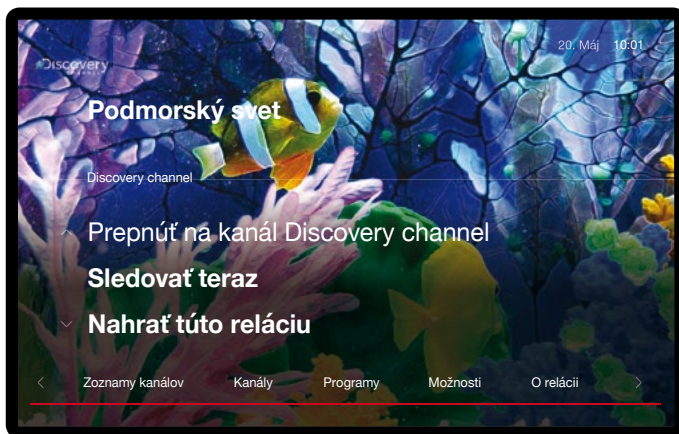 Discovery
CHANNEL
20. Máj 10:01
Podmorský svet
Discovery channel
Prepnúť na kanál Discovery channel
Sledovať teraz
Nahrať túto reláciu
Zoznamy kanálov Kanály Programy Možnosti O relácii